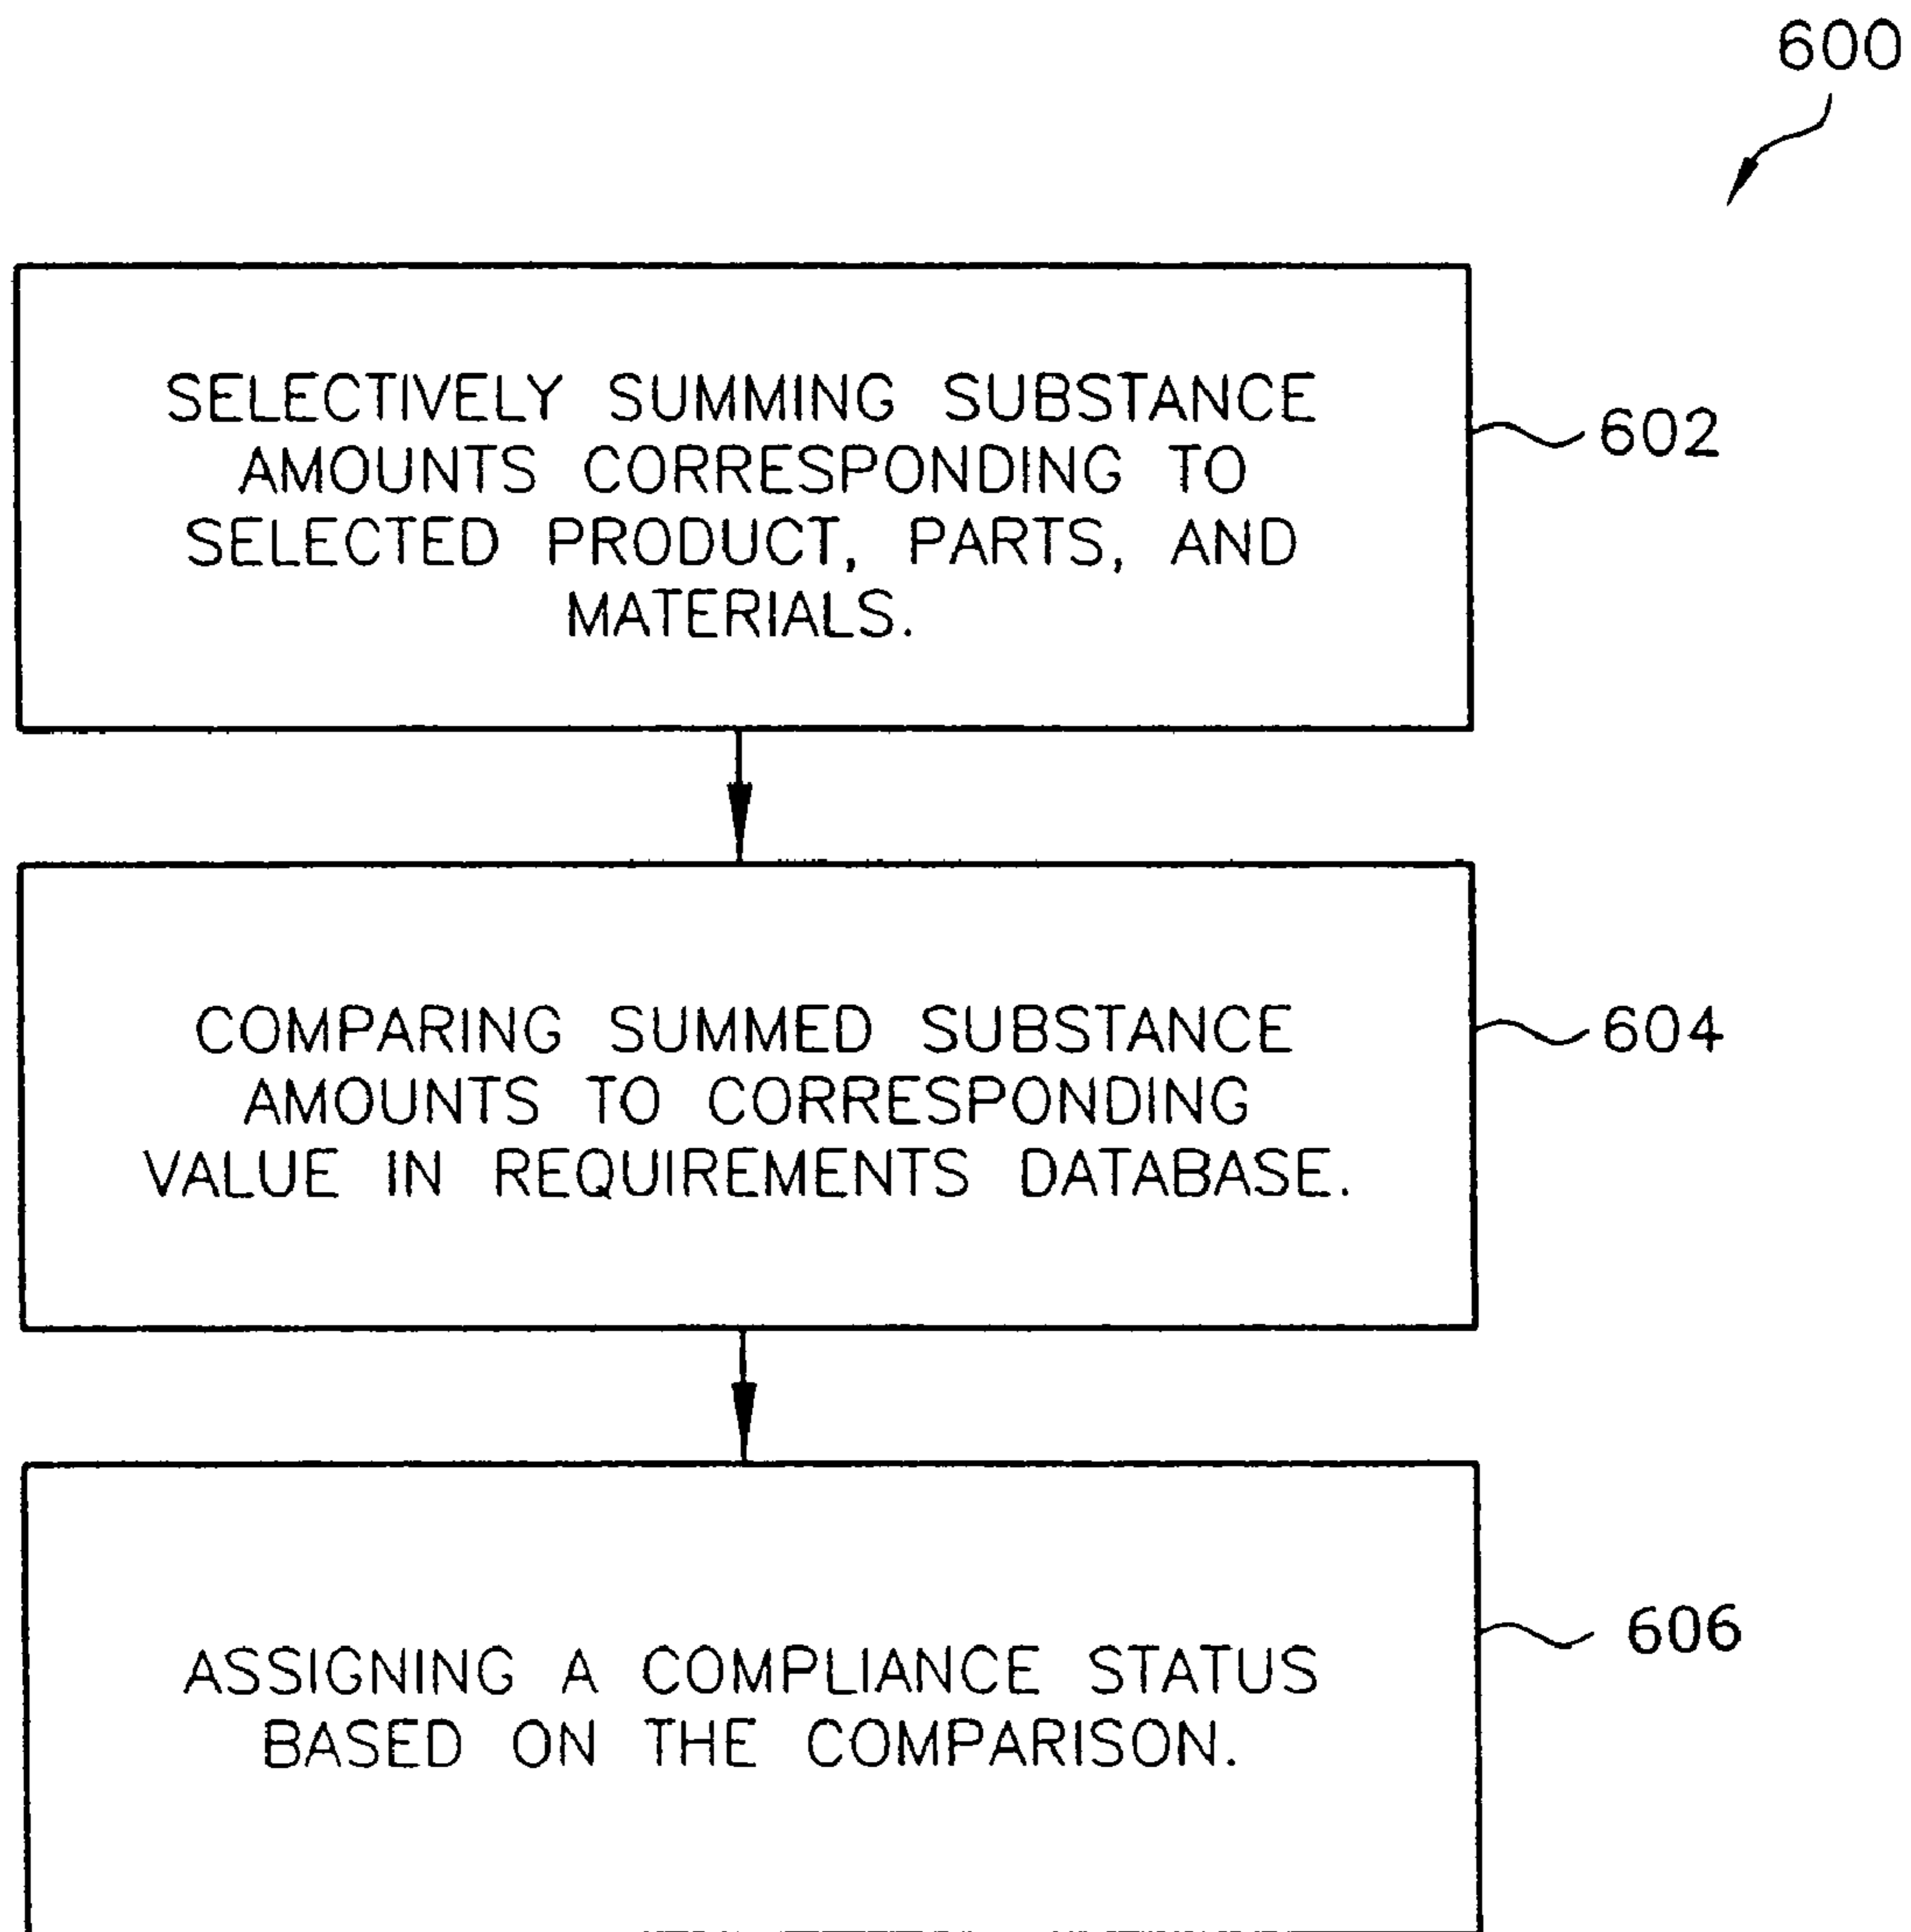 600
SELECTIVELY SUMMING SUBSTANCE
AMOUNTS CORRESPONDING TO
SELECTED PRODUCT, PARTS, AND
MATERIALS.
602
COMPARING SUMMED SUBSTANCE
AMOUNTS TO CORRESPONDING
VALUE IN REQUIREMENTS DATABASE.
604
ASSIGNING A COMPLIANCE STATUS
BASED ON THE COMPARISON.
606